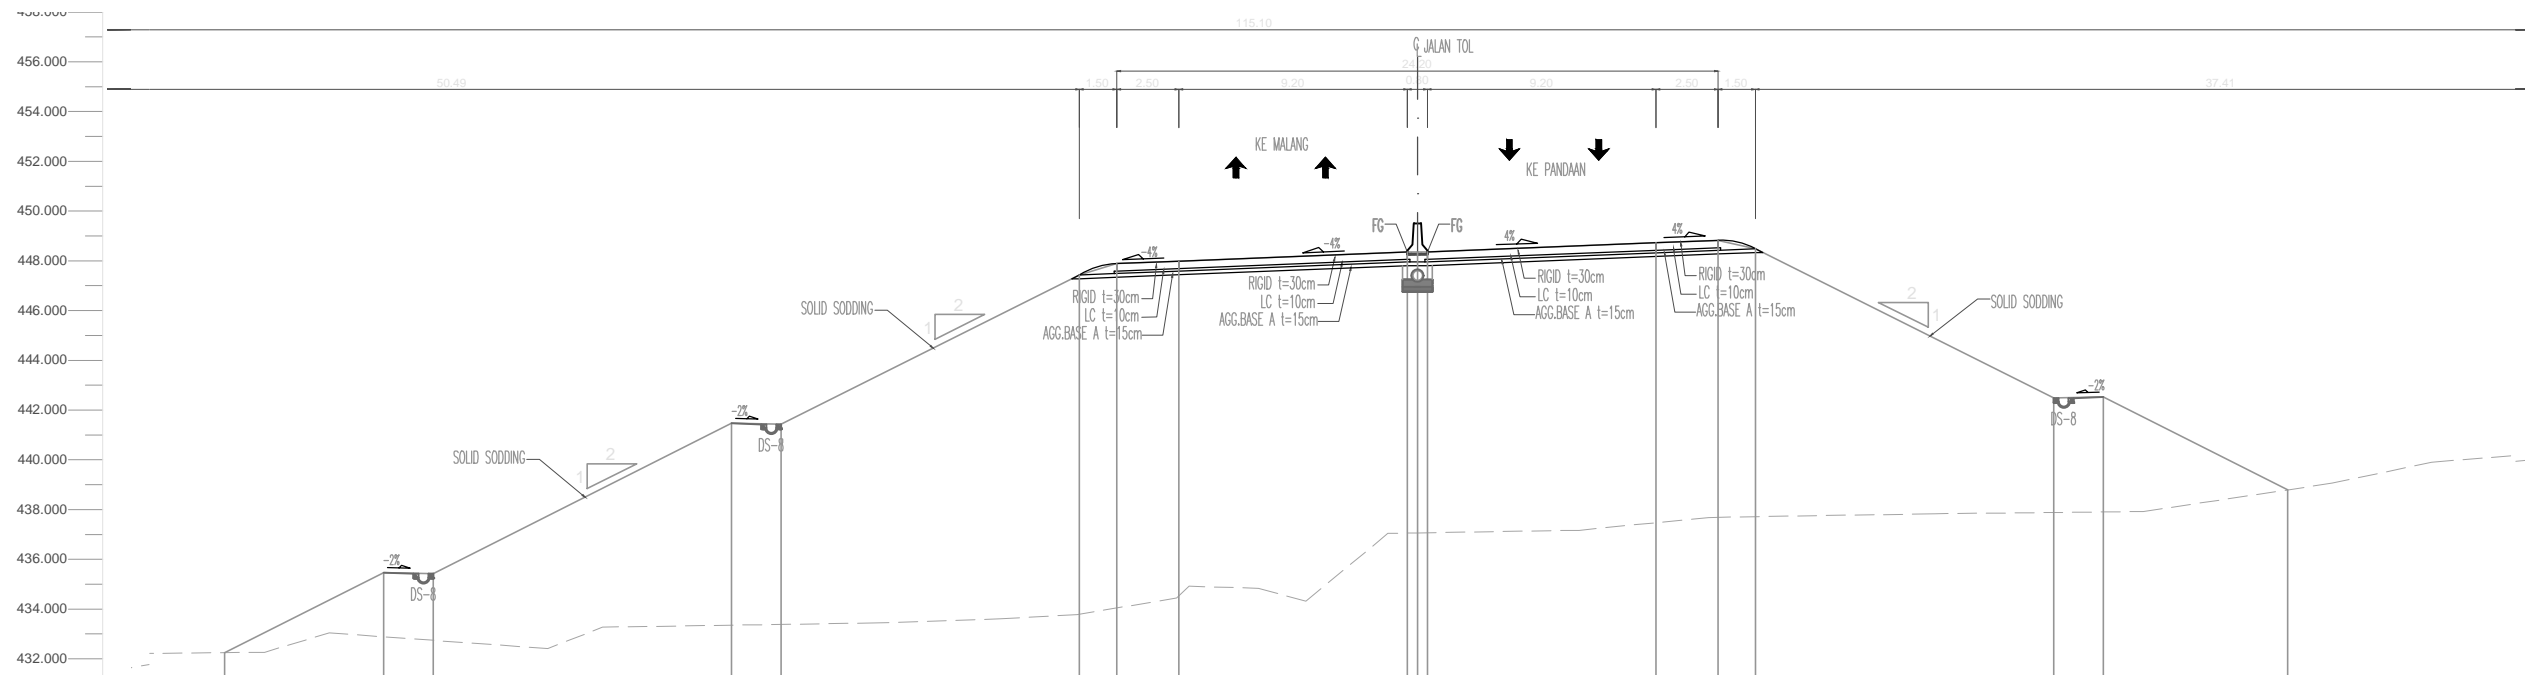 458.000
115.10
℄ JALAN TOL
456.000
24.20
50.49
1.50
2.50
9.20
0.80
9.20
2.50
1.50
37.41
454.000
KE MALANG
452.000
KE PANDAAN
450.000
FG
FG
-4%
-4%
4%
4%
448.000
RIGID t=30cm
LC t=10cm
AGG.BASE A t=15cm
RIGID t=30cm
LC t=10cm
AGG.BASE A t=15cm
RIGID t=30cm
LC t=10cm
AGG.BASE A t=15cm
RIGID t=30cm
LC t=10cm
AGG.BASE A t=15cm
SOLID SODDING
2
1
2
1
SOLID SODDING
446.000
444.000
442.000
-2%
DS-8
-2%
DS-8
440.000
SOLID SODDING
2
1
438.000
436.000
-2%
DS-8
434.000
432.000